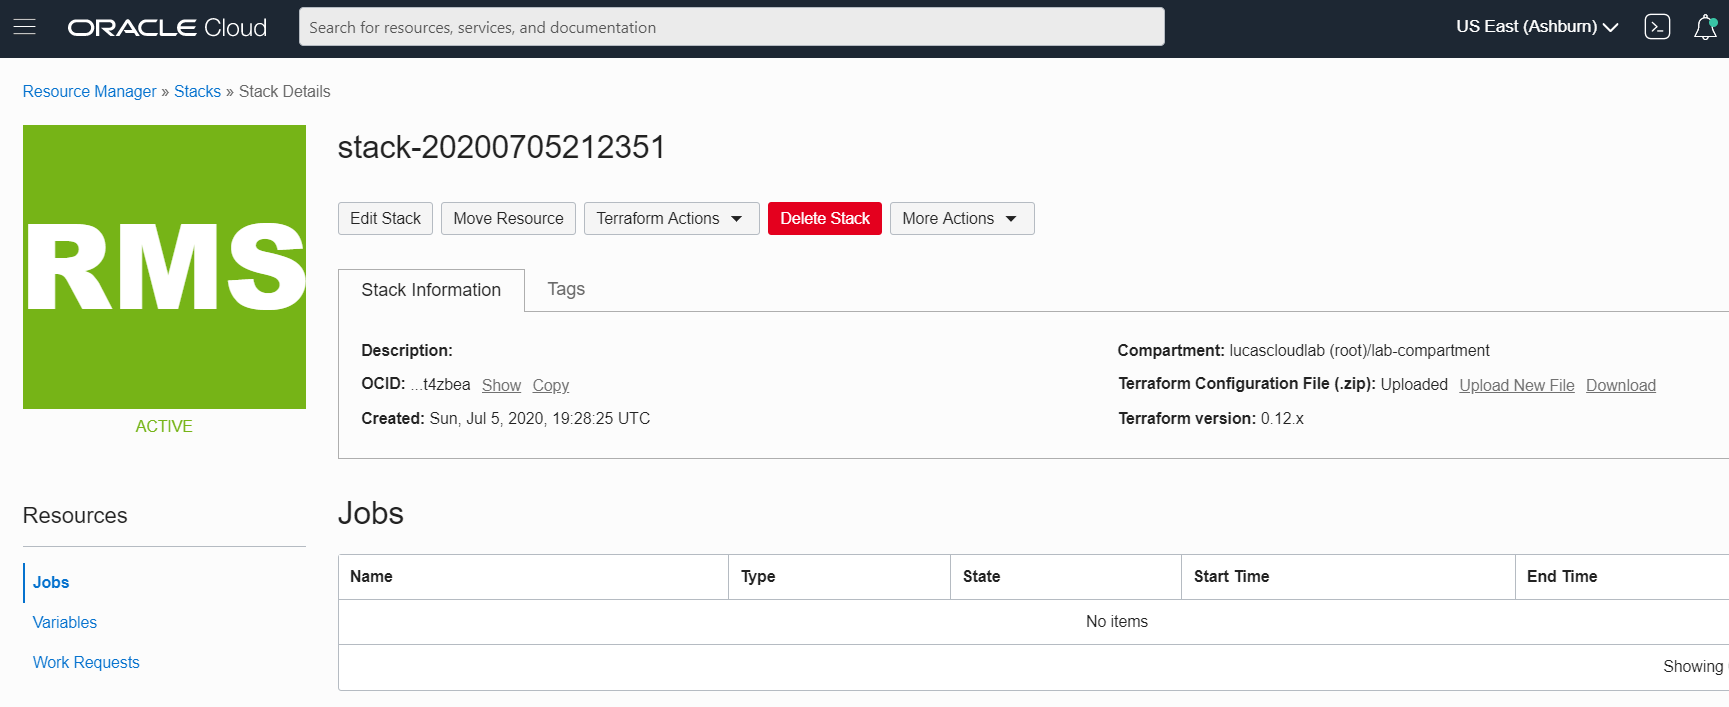 ORACLE Cloud
Search for resources, services, and documentation
US East (Ashburn)
Resource Manager » Stacks » Stack Details
RMS
ACTIVE
stack-20200705212351
Edit Stack
Move Resource
Terraform Actions
Delete Stack
More Actions
Stack Information
Tags
Description:
OCID: ...t4zbea Show Copy
Created: Sun, Jul 5, 2020, 19:28:25 UTC
Compartment: lucascloudlab (root)/lab-compartment
Terraform Configuration File (.zip): Uploaded Upload New File Download
Terraform version: 0.12.x
Resources
Jobs
Variables
Work Requests
Jobs
Name Type State Start Time End Time
No items
Showing